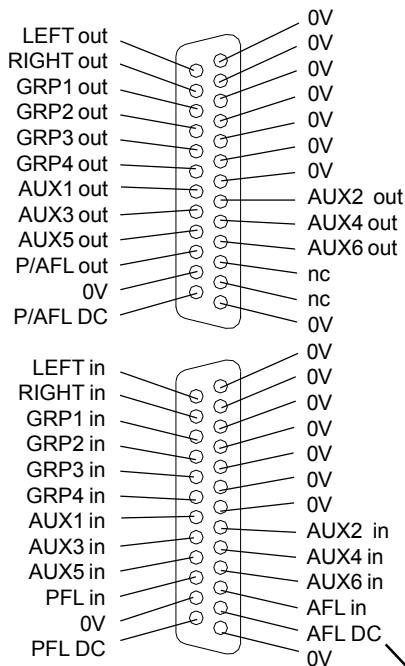 LEFT out
RIGHT out
GRP1 out
GRP2 out
GRP3 out
GRP4 out
AUX1 out
AUX3 out
AUX5 out
P/AFL out
0V
P/AFL DC
0V
0V
0V
0V
0V
0V
0V
AUX2 out
AUX4 out
AUX6 out
nc
nc
0V
LEFT in
RIGHT in
GRP1 in
GRP2 in
GRP3 in
GRP4 in
AUX1 in
AUX3 in
AUX5 in
PFL in
0V
PFL DC
0V
0V
0V
0V
0V
0V
0V
AUX2 in
AUX4 in
AUX6 in
AFL in
AFL DC
0V